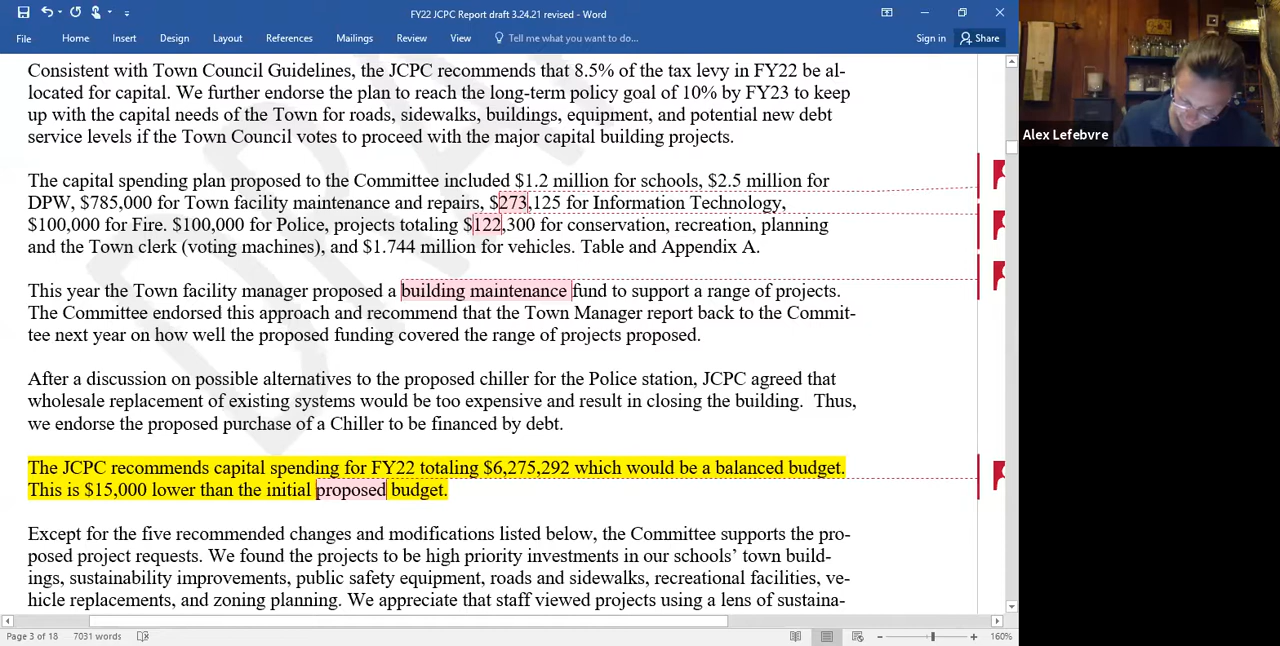 FY22 JCPC Report draft 3.24.21 revised - Word
File Home Insert Design Layout References Mailings Review View Tell me what you want to do... Sign in Share
Consistent with Town Council Guidelines, the JCPC recommends that 8.5% of the tax levy in FY22 be al-
located for capital. We further endorse the plan to reach the long-term policy goal of 10% by FY23 to keep
up with the capital needs of the Town for roads, sidewalks, buildings, equipment, and potential new debt
service levels if the Town Council votes to proceed with the major capital building projects.
The capital spending plan proposed to the Committee included $1.2 million for schools, $2.5 million for
DPW, $785,000 for Town facility maintenance and repairs, $273,125 for Information Technology,
$100,000 for Fire. $100,000 for Police, projects totaling $122,300 for conservation, recreation, planning
and the Town clerk (voting machines), and $1.744 million for vehicles. Table and Appendix A.
This year the Town facility manager proposed a building maintenance fund to support a range of projects.
The Committee endorsed this approach and recommend that the Town Manager report back to the Commit-
tee next year on how well the proposed funding covered the range of projects proposed.
After a discussion on possible alternatives to the proposed chiller for the Police station, JCPC agreed that
wholesale replacement of existing systems would be too expensive and result in closing the building. Thus,
we endorse the proposed purchase of a Chiller to be financed by debt.
The JCPC recommends capital spending for FY22 totaling $6,275,292 which would be a balanced budget.
This is $15,000 lower than the initial proposed budget.
Except for the five recommended changes and modifications listed below, the Committee supports the pro-
posed project requests. We found the projects to be high priority investments in our schools' town build-
ings, sustainability improvements, public safety equipment, roads and sidewalks, recreational facilities, ve-
hicle replacements, and zoning planning. We appreciate that staff viewed projects using a lens of sustaina-
Page 3 of 18 7031 words 160%
Alex Lefebvre